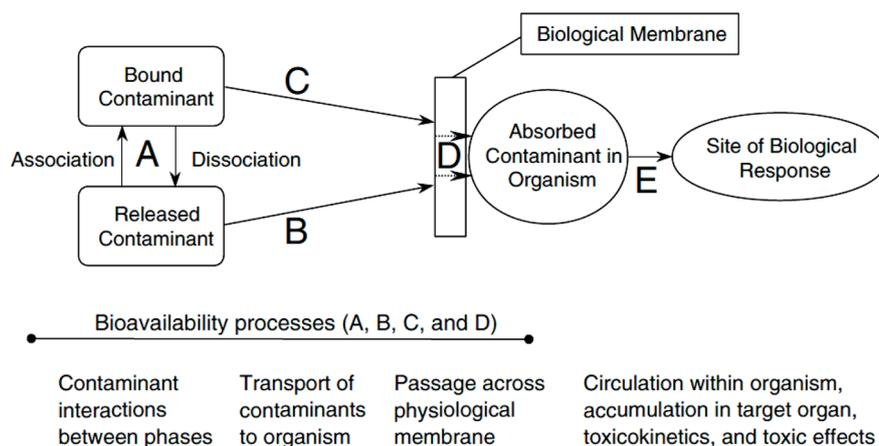 Biological Membrane
Bound
Contaminant
C
Association
A
Dissociation
D
Absorbed
Contaminant in
Organism
E
Site of Biological
Response
Released
Contaminant
B
Bioavailability processes (A, B, C, and D)
Contaminant
interactions
between phases
Transport of
contaminants
to organism
Passage across
physiological
membrane
Circulation within organism,
accumulation in target organ,
toxicokinetics, and toxic effects